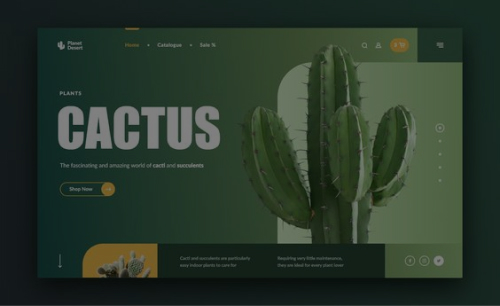 Planet
Desert
Home
Catalogue
Sale %
PLANTS
CACTUS
The fascinating and amazing world of cacti and succulents
Shop Now
Cacti and succulents are particularly
easy indoor plants to care for
Requiring very little maintenance,
they are ideal for every plant lover